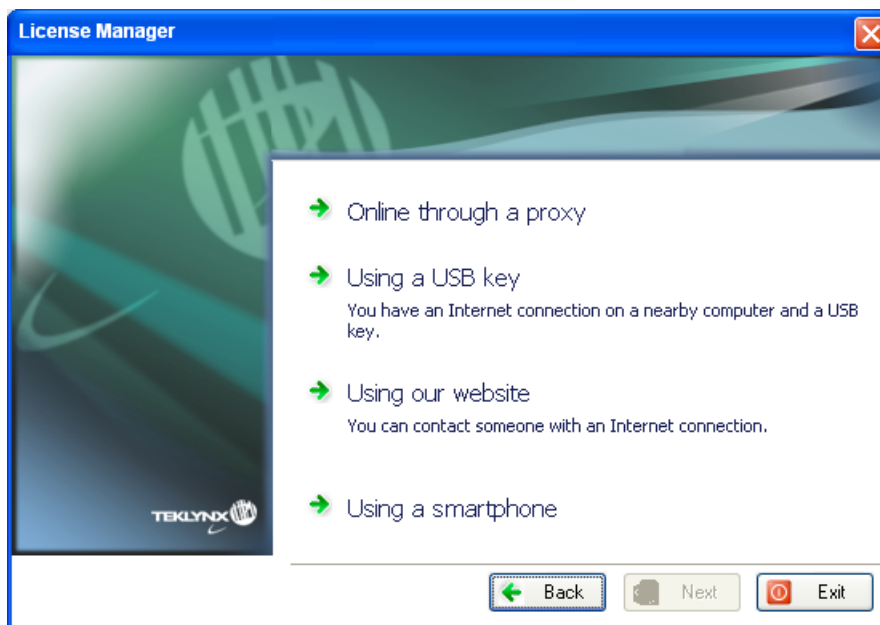 License Manager
Online through a proxy
Using a USB key
You have an Internet connection on a nearby computer and a USB
key.
Using our website
You can contact someone with an Internet connection.
TEKLYNX
Using a smartphone
Back
Next
Exit